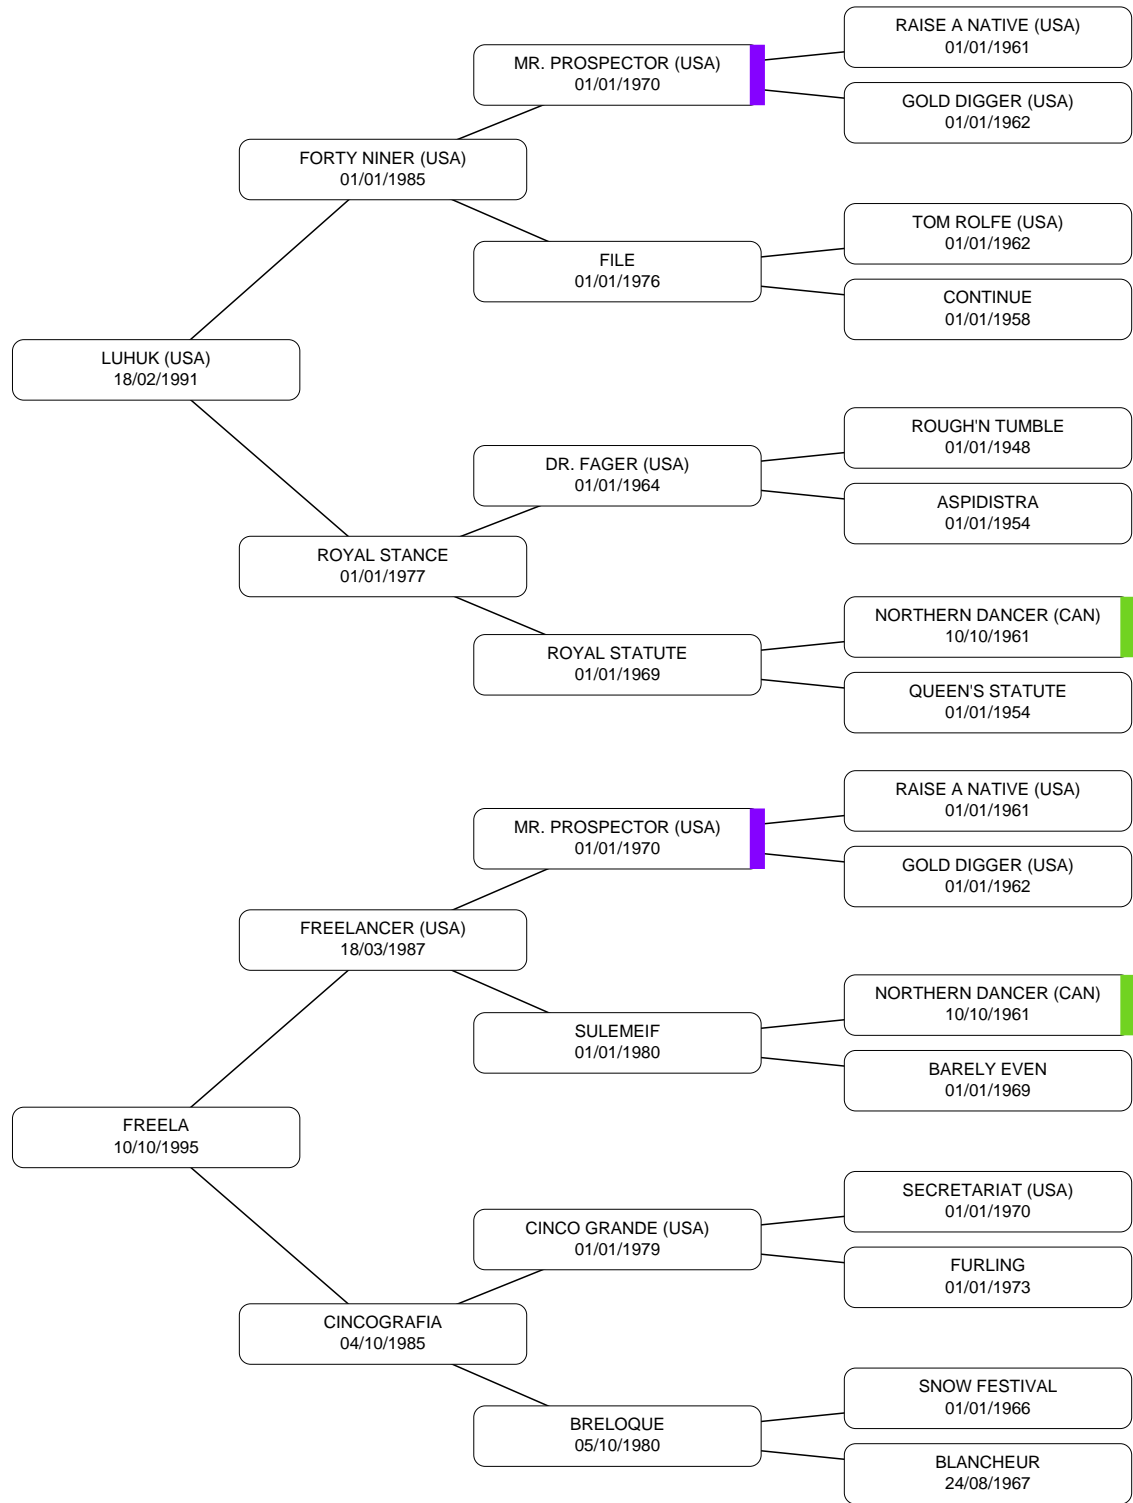 RAISE A NATIVE (USA)
01/01/1961
MR. PROSPECTOR (USA)
01/01/1970
GOLD DIGGER (USA)
01/01/1962
FORTY NINER (USA)
01/01/1985
TOM ROLFE (USA)
01/01/1962
FILE
01/01/1976
CONTINUE
01/01/1958
LUHUK (USA)
18/02/1991
ROUGH'N TUMBLE
01/01/1948
DR. FAGER (USA)
01/01/1964
ASPIDISTRA
01/01/1954
ROYAL STANCE
01/01/1977
NORTHERN DANCER (CAN)
10/10/1961
ROYAL STATUTE
01/01/1969
QUEEN'S STATUTE
01/01/1954
RAISE A NATIVE (USA)
01/01/1961
MR. PROSPECTOR (USA)
01/01/1970
GOLD DIGGER (USA)
01/01/1962
FREELANCER (USA)
18/03/1987
NORTHERN DANCER (CAN)
10/10/1961
SULEMEIF
01/01/1980
BARELY EVEN
01/01/1969
FREELA
10/10/1995
SECRETARIAT (USA)
01/01/1970
CINCO GRANDE (USA)
01/01/1979
FURLING
01/01/1973
CINCOGRAFIA
04/10/1985
SNOW FESTIVAL
01/01/1966
BRELOQUE
05/10/1980
BLANCHEUR
24/08/1967